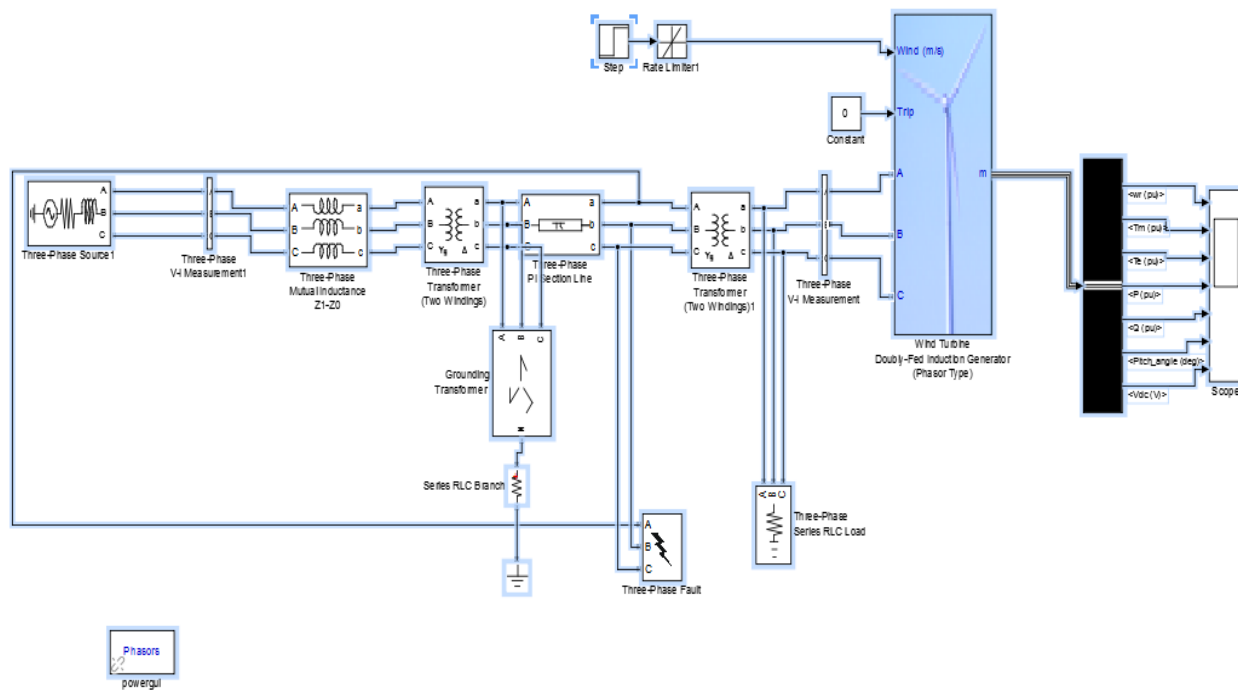 Step
Rate Limiter1
Wind (m/s)
Trip
0
Constant
A
B
C
m
Wind Turbine
Doubly-Fed Induction Generator
(Phasor Type)
<wr (pu)>
<Tm (pu)>
<Te (pu)>
<P (pu)>
<Q (pu)>
<Pitch_angle (deg)>
<Vdc (V)>
Scope
A
B
C
Three-Phase Source1
Three-Phase
V-I Measurement1
A a
B b
C c
Three-Phase
Mutual Inductance
Z1-Z0
A a
B b
C c
Yg Δ
Three-Phase
Transformer
(Two Windings)
A a
B b
C c
Three-Phase
PI Section Line
A a
B b
C c
Yg Δ
Three-Phase
Transformer
(Two Windings)1
Three-Phase
V-I Measurement
A B C
Grounding
Transformer
Series RLC Branch
A
B
C
Three-Phase Fault
A B C
Three-Phase
Series RLC Load
Phasors
powergui